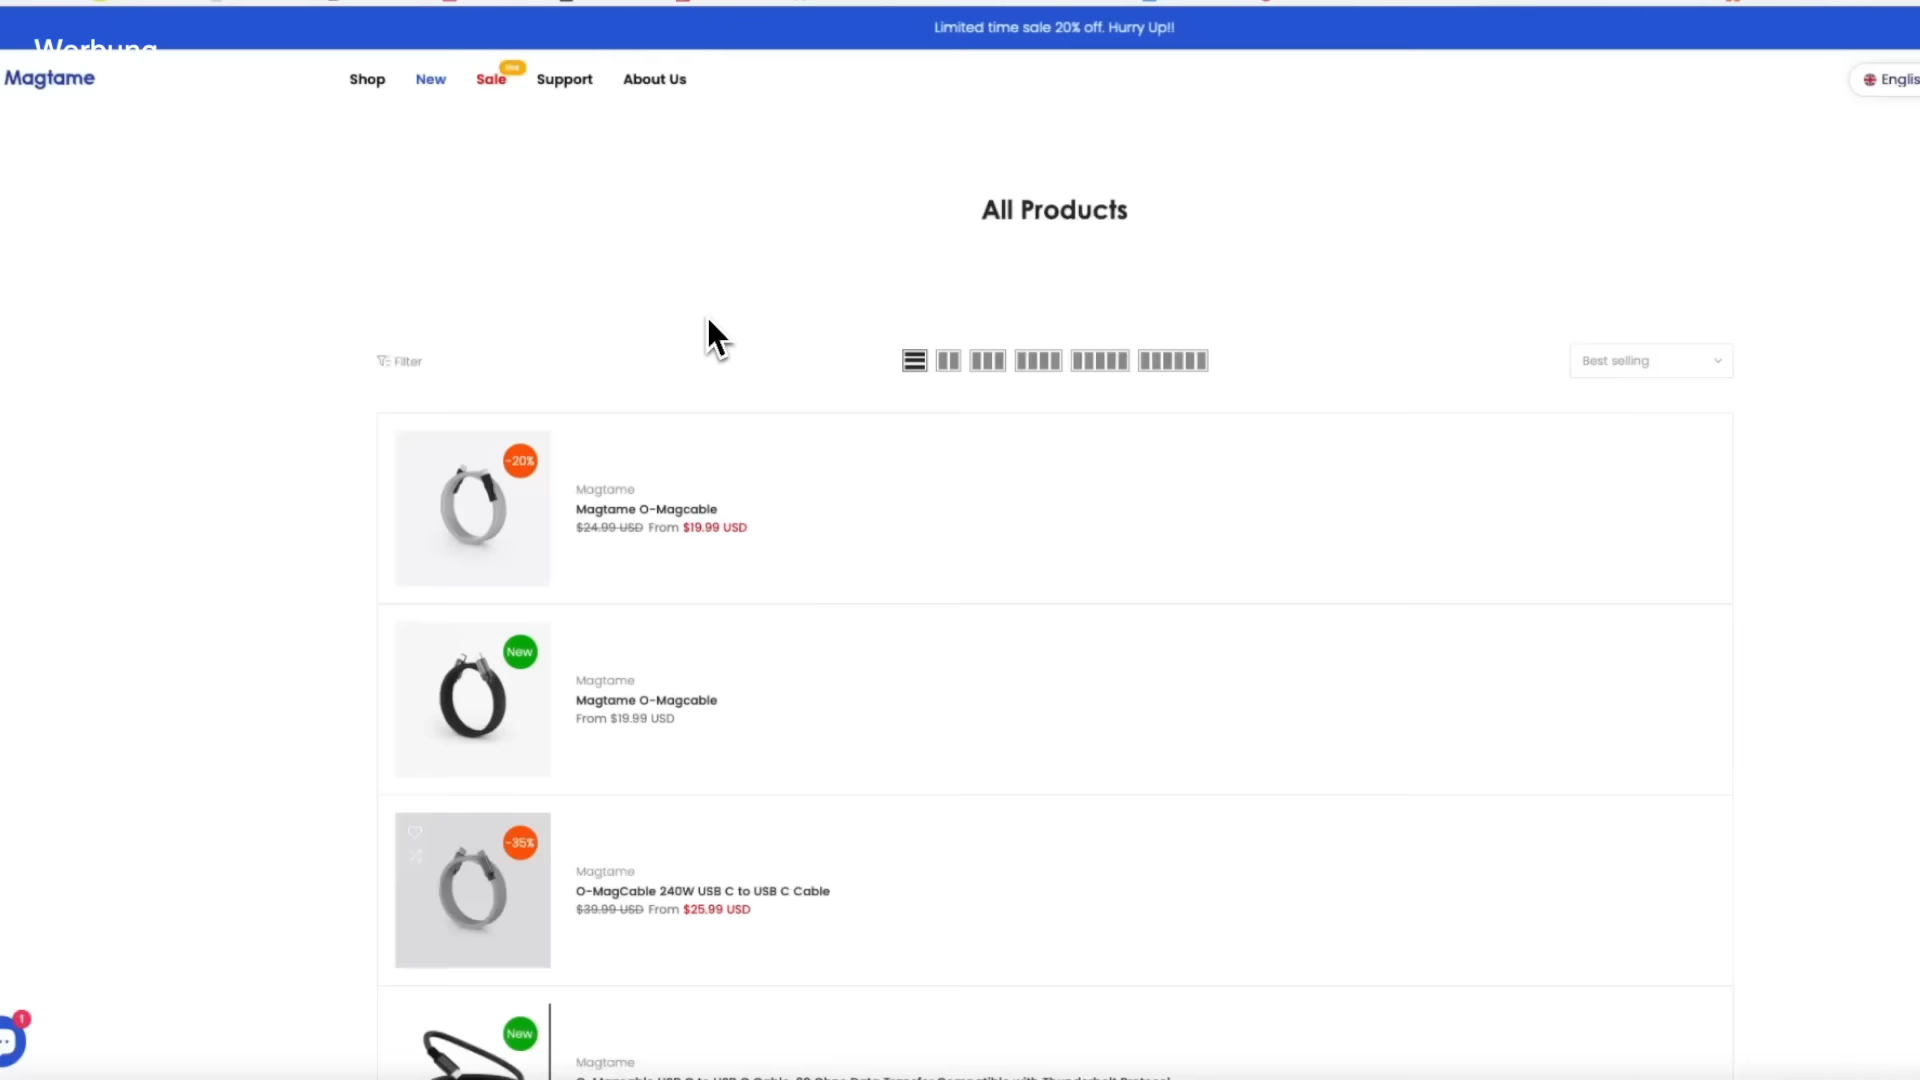 Limited time sale 20% off. Hurry Up!!
Werbung
Magtame
Shop New Sale Support About Us
Englis
All Products
Filter
Best selling
-20%
Magtame
Magtame O-Magcable
$24.99 USD From $19.99 USD
New
Magtame
Magtame O-Magcable
From $19.99 USD
-35%
Magtame
O-MagCable 240W USB C to USB C Cable
$39.99 USD From $25.99 USD
1
New
Magtame